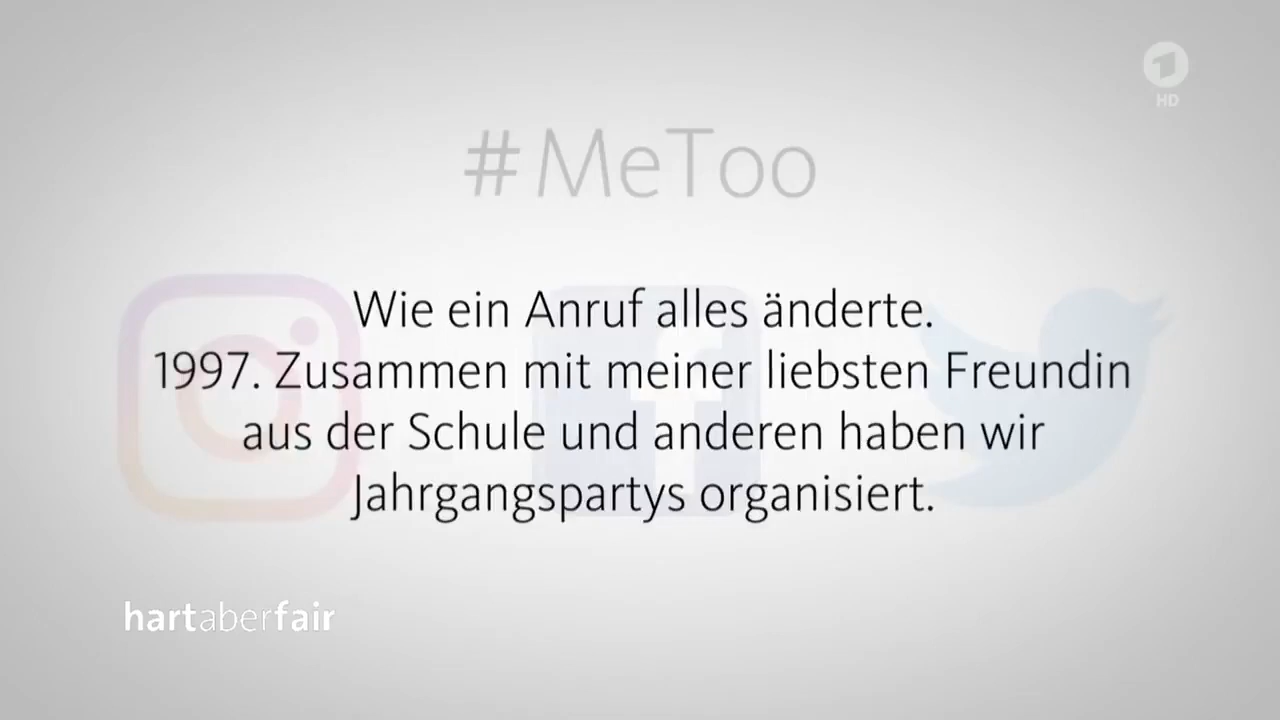 HD
#MeToo
Wie ein Anruf alles änderte.
1997. Zusammen mit meiner liebsten Freundin
aus der Schule und anderen haben wir
Jahrgangspartys organisiert.
hartaberfair